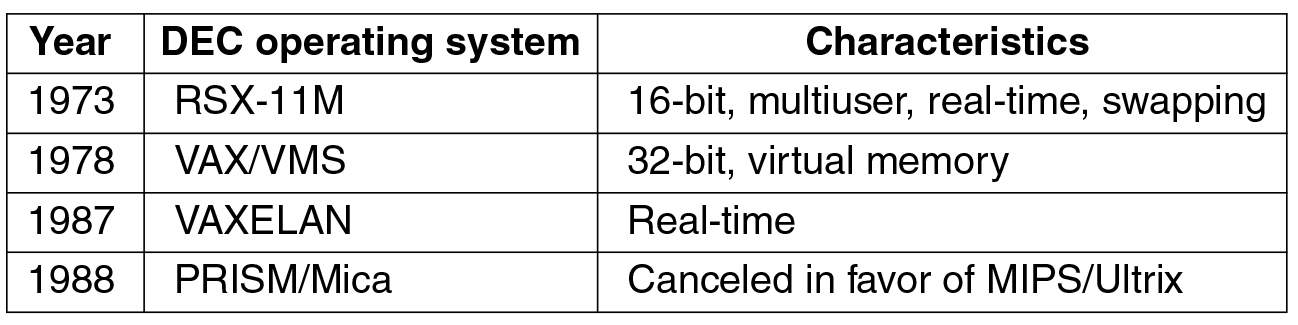 Year DEC operating system Characteristics
1973 RSX-11M 16-bit, multiuser, real-time, swapping
1978 VAX/VMS 32-bit, virtual memory
1987 VAXELAN Real-time
1988 PRISM/Mica Canceled in favor of MIPS/Ultrix